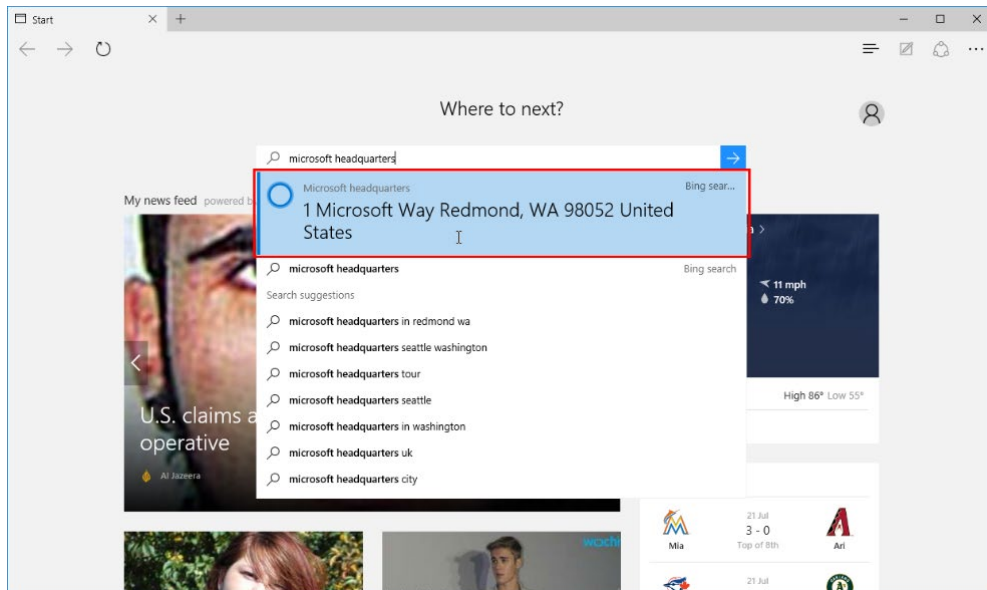 Start
Where to next?
microsoft headquarters
My news feed powered b
Microsoft headquarters
Bing sear...
1 Microsoft Way Redmond, WA 98052 United
States
microsoft headquarters
Bing search
Search suggestions
microsoft headquarters in redmond wa
microsoft headquarters seattle washington
microsoft headquarters tour
microsoft headquarters seattle
microsoft headquarters in washington
microsoft headquarters uk
microsoft headquarters city
11 mph
70%
High 86° Low 55°
U.S. claims a
operative
Al Jazeera
21 Jul
3 - 0
Top of 8th
Mia
Ari
21 Jul